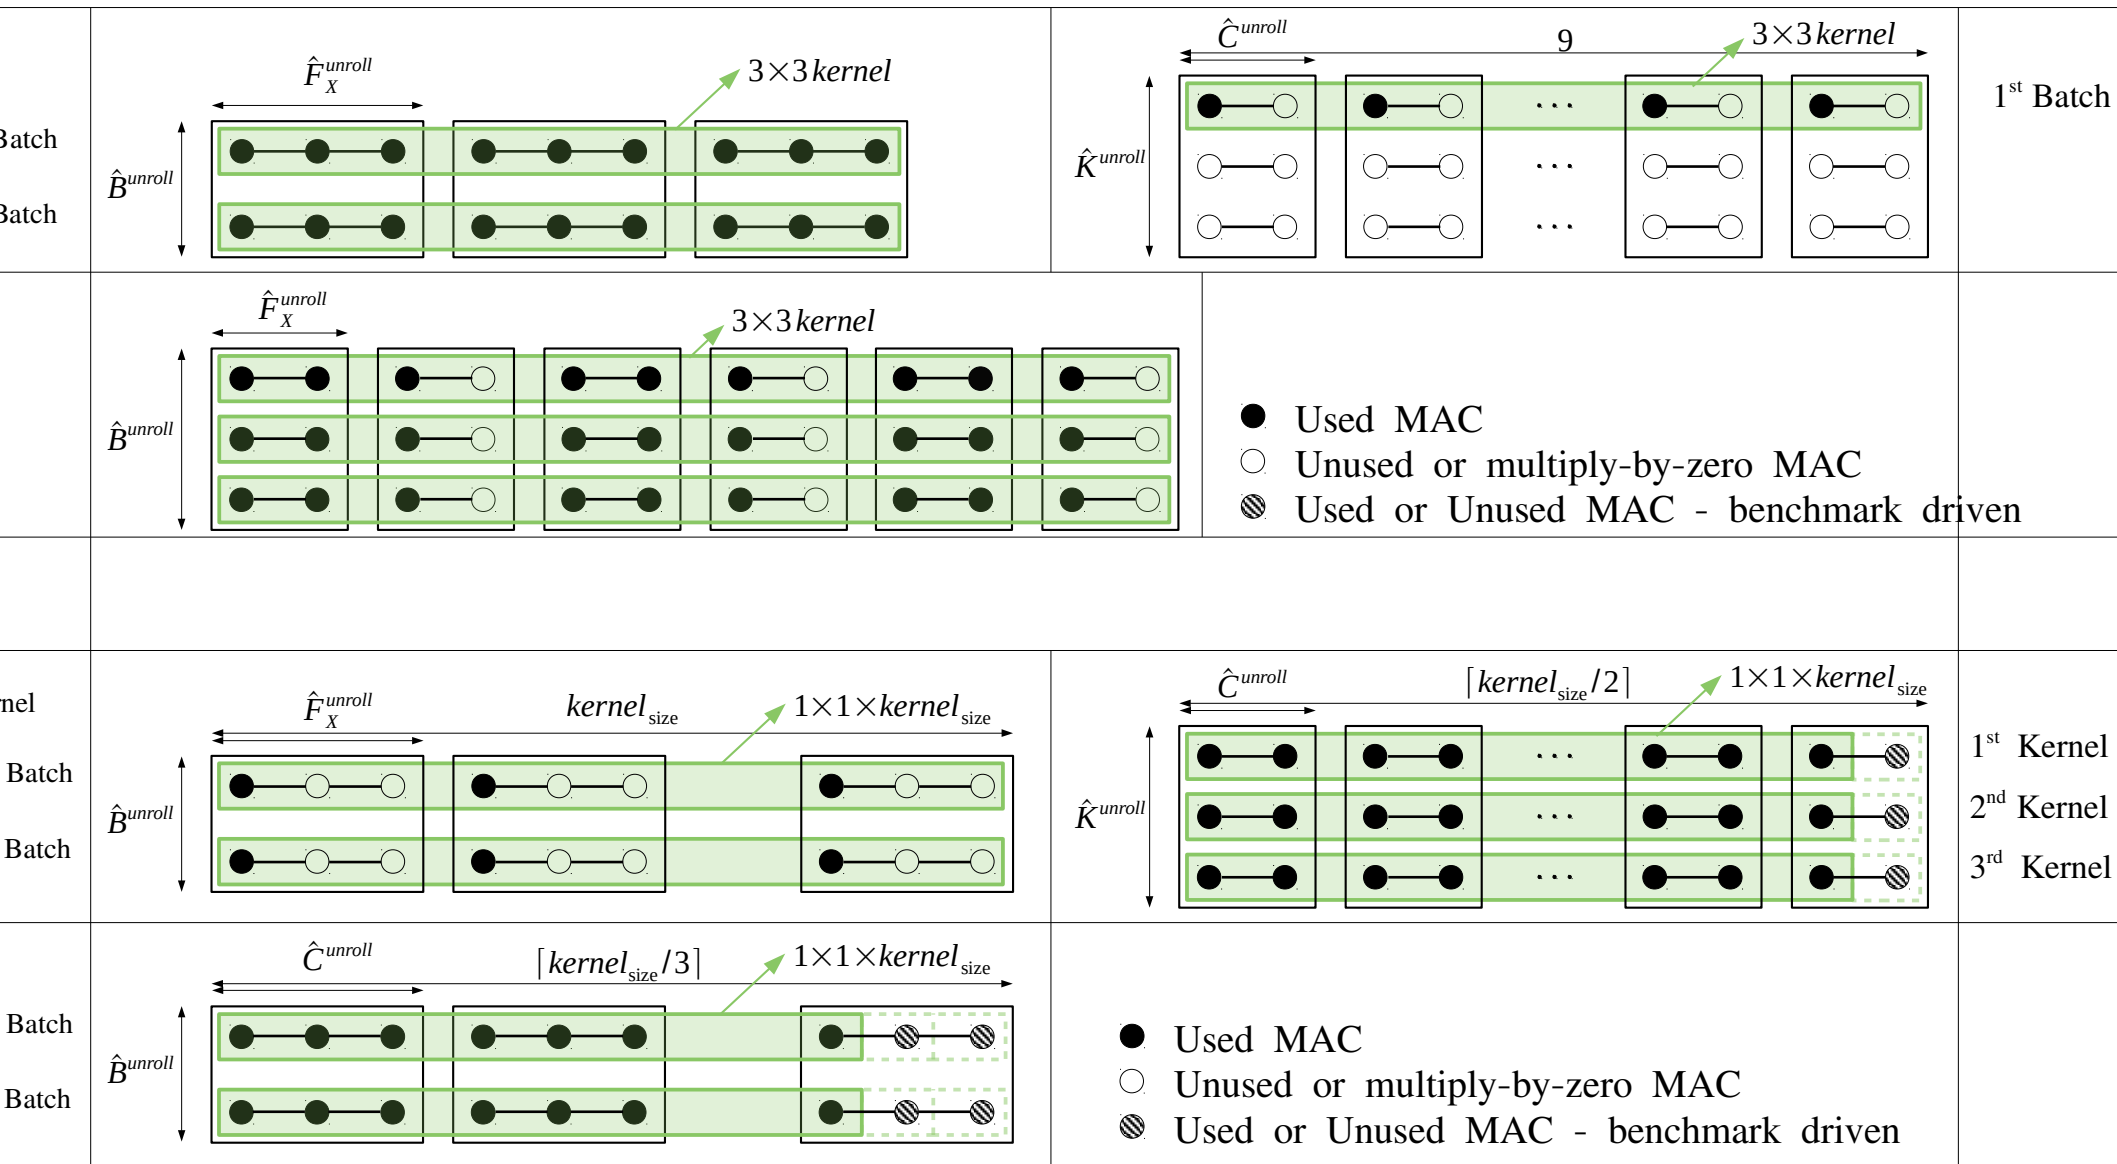 F̂_X^unroll
3×3 kernel
Batch
Batch
B̂^unroll
Ĉ^unroll
9
3×3 kernel
K̂^unroll
...
...
...
1st Batch
F̂_X^unroll
3×3 kernel
B̂^unroll
Used MAC
Unused or multiply-by-zero MAC
Used or Unused MAC - benchmark driven
F̂_X^unroll
kernel_size
1×1×kernel_size
Batch
Batch
B̂^unroll
Ĉ^unroll
⌈kernel_size/2⌉
1×1×kernel_size
K̂^unroll
...
...
...
1st Kernel
2nd Kernel
3rd Kernel
Ĉ^unroll
⌈kernel_size/3⌉
1×1×kernel_size
Batch
Batch
B̂^unroll
Used MAC
Unused or multiply-by-zero MAC
Used or Unused MAC - benchmark driven